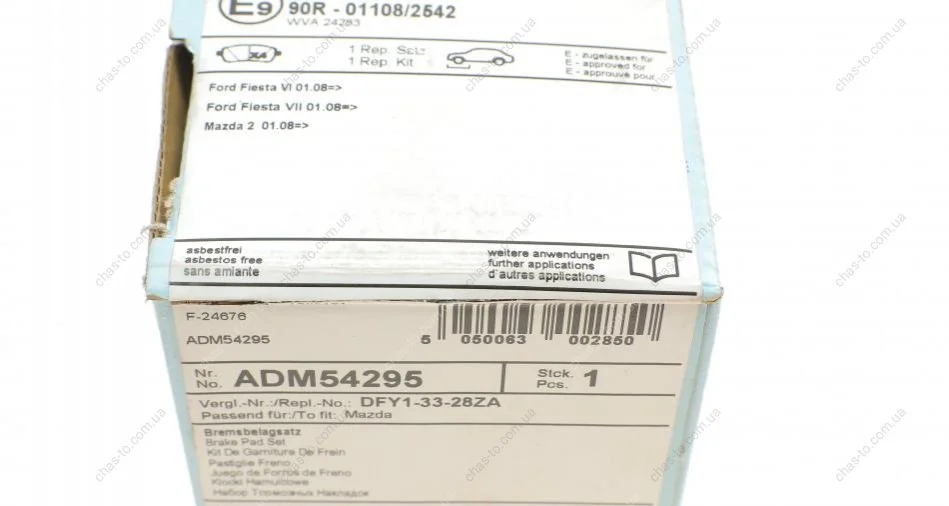 E9 90R - 01108/2542
WVA 24283
X4
1 Rep. Satz
1 Rep. Kit
E - zugelassen für
E - approved for
E - approuvé pour
Ford Fiesta VI 01.08=>
Ford Fiesta VII 01.08=>
Mazda 2 01.08=>
asbestfrei
asbestos free
sans amiante
weitere anwendungen
further applications
d'autres applications
F-24676
ADM54295
5 050063 002850
Nr.
No. ADM54295
Stck.
Pcs. 1
Vergl.-Nr.:/Repl.-No.: DFY1-33-28ZA
Passend für:/To fit: Mazda
Bremsbelagsatz
Brake Pad Set
Kit De Garniture De Frein
Pastiglie Freno
Juego de Forros de Freno
Klocki Hamulcowe
Набор Тормозных Накладок
chas-to.com.ua